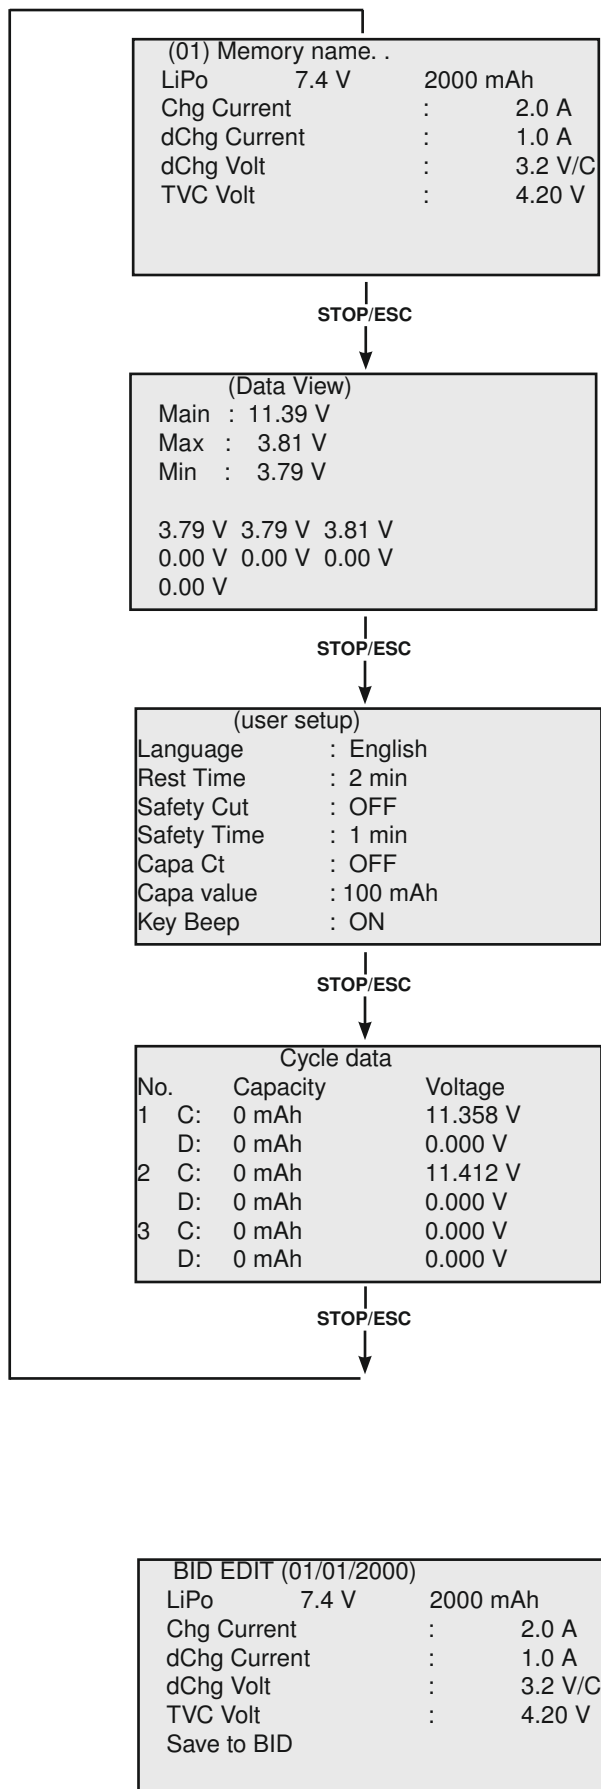 (01) Memory name. .
LiPo 7.4 V 2000 mAh
Chg Current : 2.0 A
dChg Current : 1.0 A
dChg Volt : 3.2 V/C
TVC Volt : 4.20 V
STOP/ESC
(Data View)
Main : 11.39 V
Max : 3.81 V
Min : 3.79 V
3.79 V 3.79 V 3.81 V
0.00 V 0.00 V 0.00 V
0.00 V
STOP/ESC
(user setup)
Language : English
Rest Time : 2 min
Safety Cut : OFF
Safety Time : 1 min
Capa Ct : OFF
Capa value : 100 mAh
Key Beep : ON
STOP/ESC
Cycle data
No. Capacity Voltage
1 C: 0 mAh 11.358 V
D: 0 mAh 0.000 V
2 C: 0 mAh 11.412 V
D: 0 mAh 0.000 V
3 C: 0 mAh 0.000 V
D: 0 mAh 0.000 V
STOP/ESC
BID EDIT (01/01/2000)
LiPo 7.4 V 2000 mAh
Chg Current : 2.0 A
dChg Current : 1.0 A
dChg Volt : 3.2 V/C
TVC Volt : 4.20 V
Save to BID